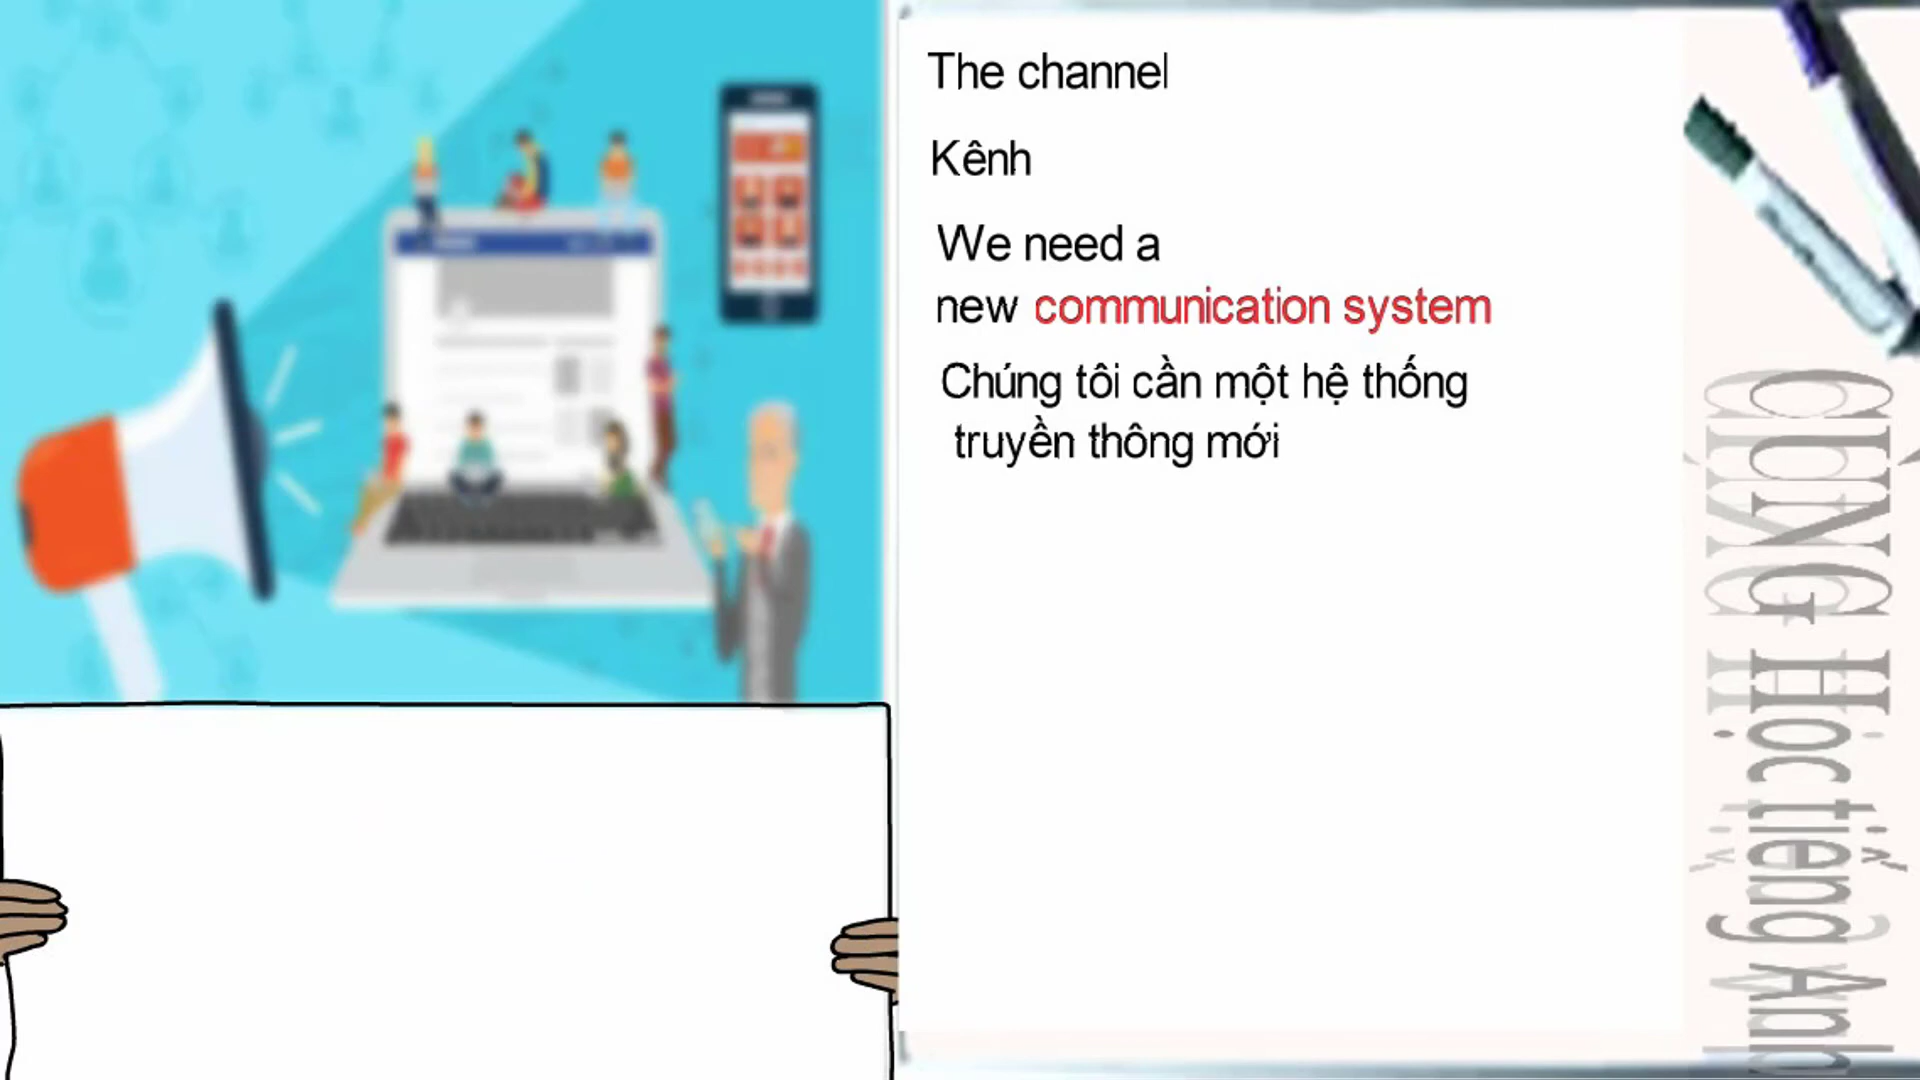 The channel
Kênh
We need a
new communication system
Chúng tôi cần một hệ thống
truyền thông mới
CÙNG Học tiếng Anh